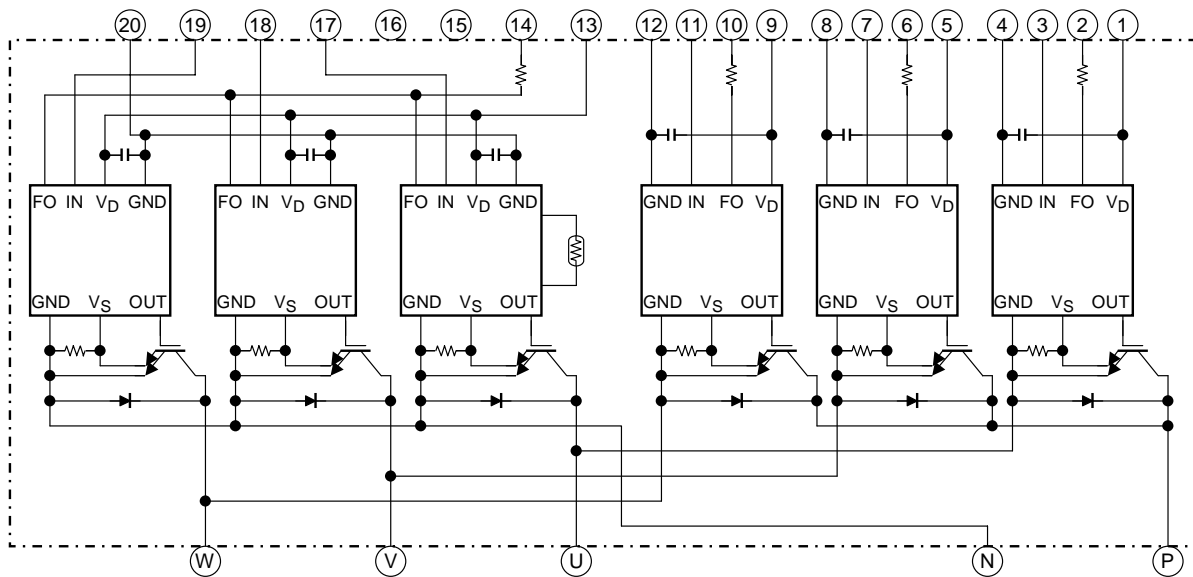 20 19 18 17 16 15 14 13 12 11 10 9 8 7 6 5 4 3 2 1
FO IN VD GND FO IN VD GND FO IN VD GND GND IN FO VD GND IN FO VD GND IN FO VD
GND VS OUT GND VS OUT GND VS OUT GND VS OUT GND VS OUT GND VS OUT
W V U N P